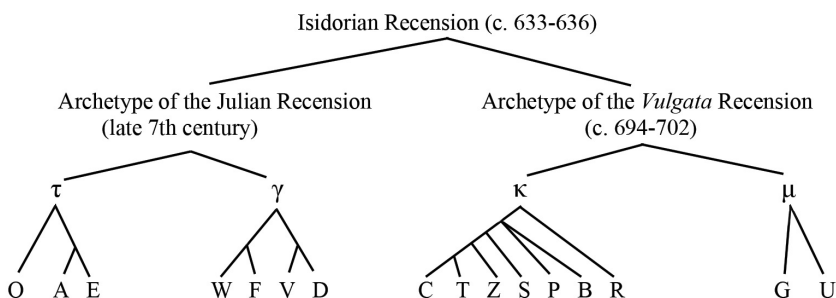 Isidorian Recension (c. 633-636)
Archetype of the Julian Recension
(late 7th century)
Archetype of the Vulgata Recension
(c. 694-702)
τ γ κ μ
O A E W F V D C T Z S P B R G U